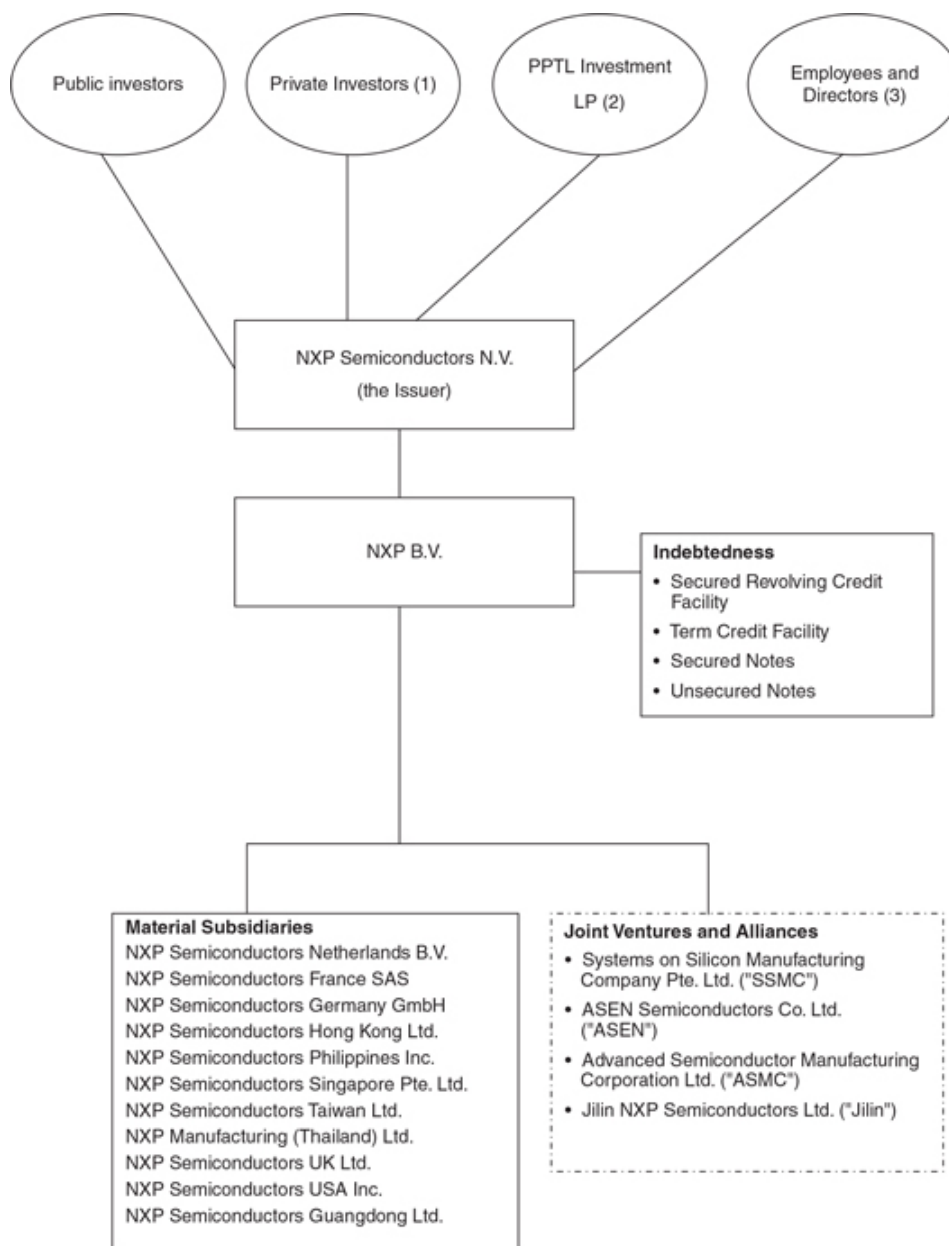 Public investors
Private Investors (1)
PPTL Investment
LP (2)
Employees and
Directors (3)
NXP Semiconductors N.V.
(the Issuer)
NXP B.V.
Indebtedness
• Secured Revolving Credit
Facility
• Term Credit Facility
• Secured Notes
• Unsecured Notes
Material Subsidiaries
NXP Semiconductors Netherlands B.V.
NXP Semiconductors France SAS
NXP Semiconductors Germany GmbH
NXP Semiconductors Hong Kong Ltd.
NXP Semiconductors Philippines Inc.
NXP Semiconductors Singapore Pte. Ltd.
NXP Semiconductors Taiwan Ltd.
NXP Manufacturing (Thailand) Ltd.
NXP Semiconductors UK Ltd.
NXP Semiconductors USA Inc.
NXP Semiconductors Guangdong Ltd.
Joint Ventures and Alliances
• Systems on Silicon Manufacturing
Company Pte. Ltd. ("SSMC")
• ASEN Semiconductors Co. Ltd.
("ASEN")
• Advanced Semiconductor Manufacturing
Corporation Ltd. ("ASMC")
• Jilin NXP Semiconductors Ltd. ("Jilin")